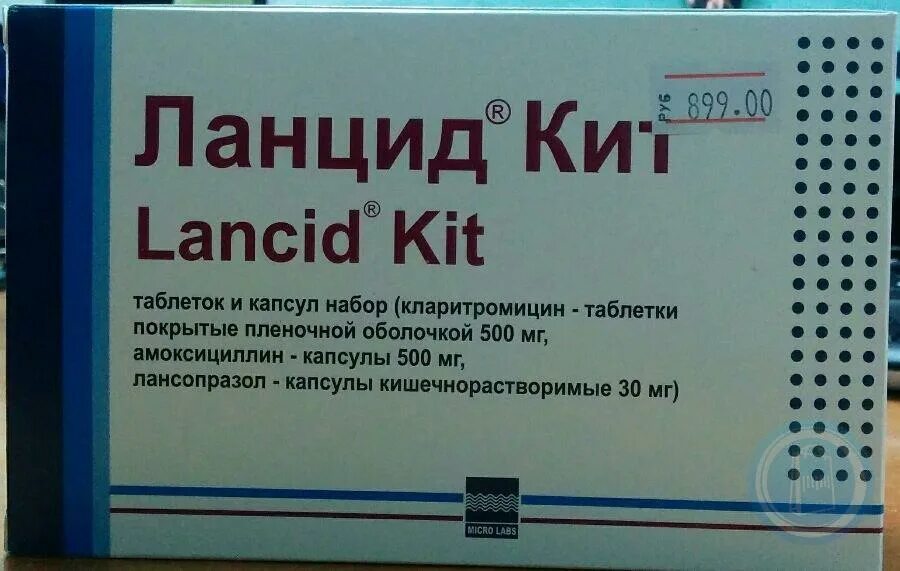 Ланцид® Кит
РУБ 899.00
Lancid® Kit
таблеток и капсул набор (кларитромицин - таблетки
покрытые пленочной оболочкой 500 мг,
амоксициллин - капсулы 500 мг,
лансопразол - капсулы кишечнорастворимые 30 мг)
MICRO LABS